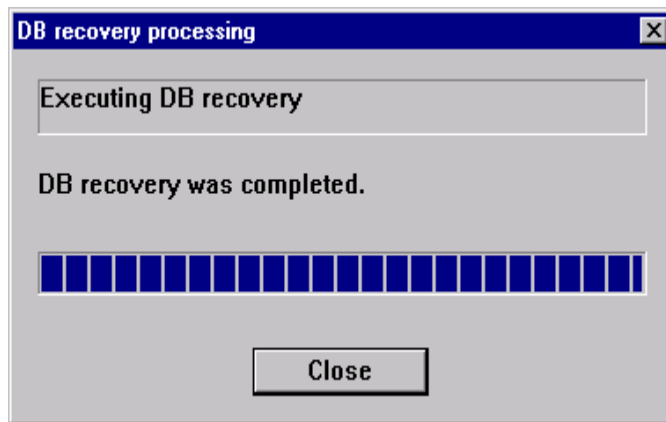 DB recovery processing
Executing DB recovery
DB recovery was completed.
Close